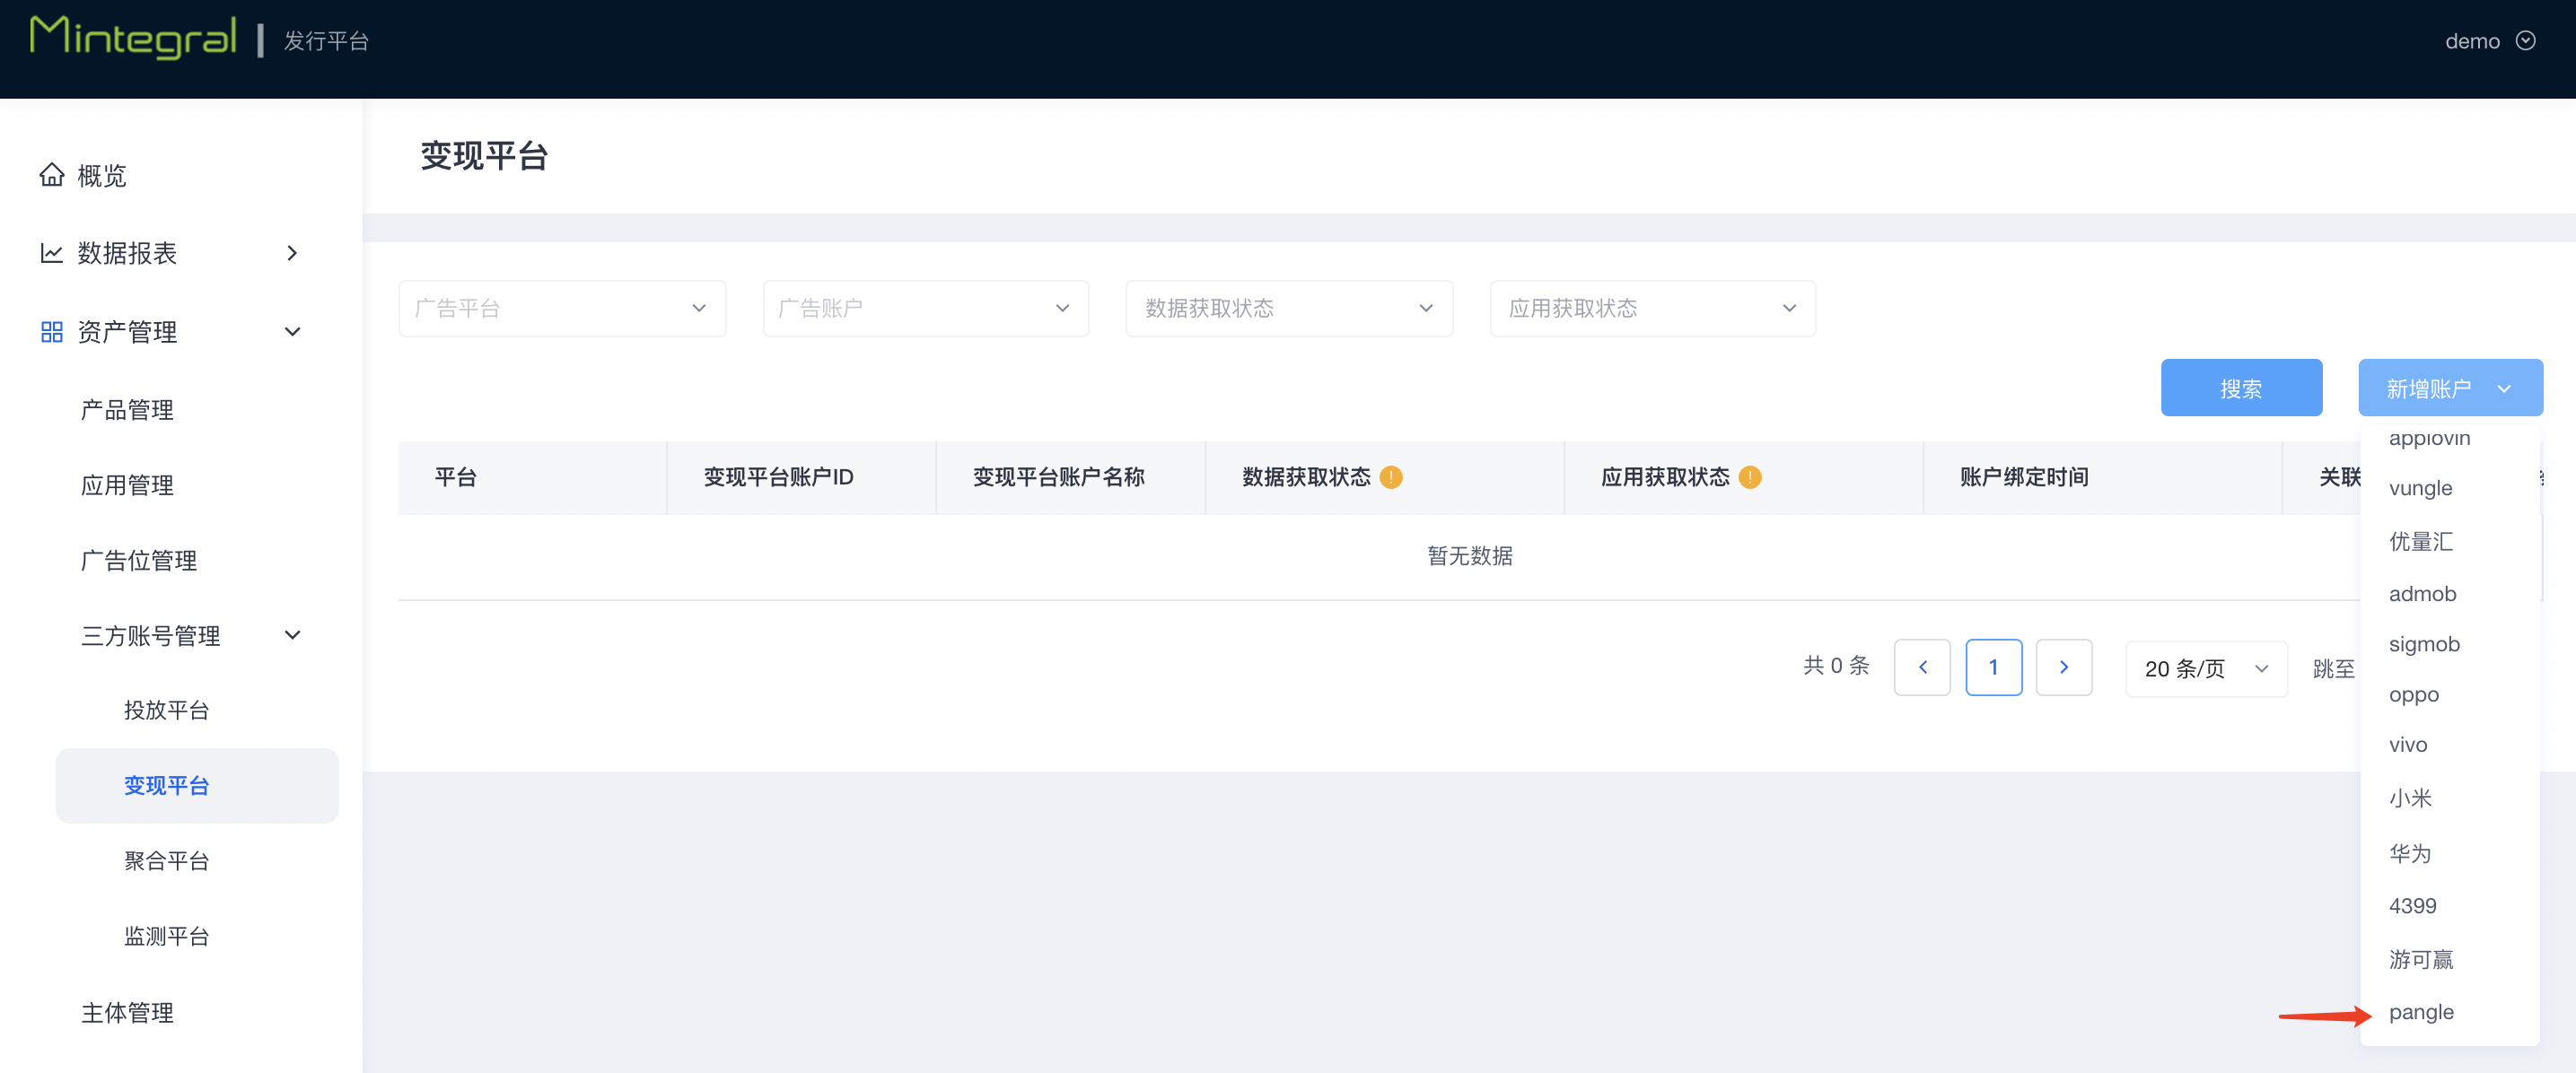 Mintegral
发行平台
demo
概览
数据报表
资产管理
产品管理
应用管理
广告位管理
三方账号管理
投放平台
变现平台
聚合平台
监测平台
主体管理
变现平台
广告平台
广告账户
数据获取状态
应用获取状态
搜索
新增账户
平台
变现平台账户ID
变现平台账户名称
数据获取状态
应用获取状态
账户绑定时间
关联
暂无数据
共 0 条
1
20 条/页
跳至
applovin
vungle
优量汇
admob
sigmob
oppo
vivo
小米
华为
4399
游可赢
pangle